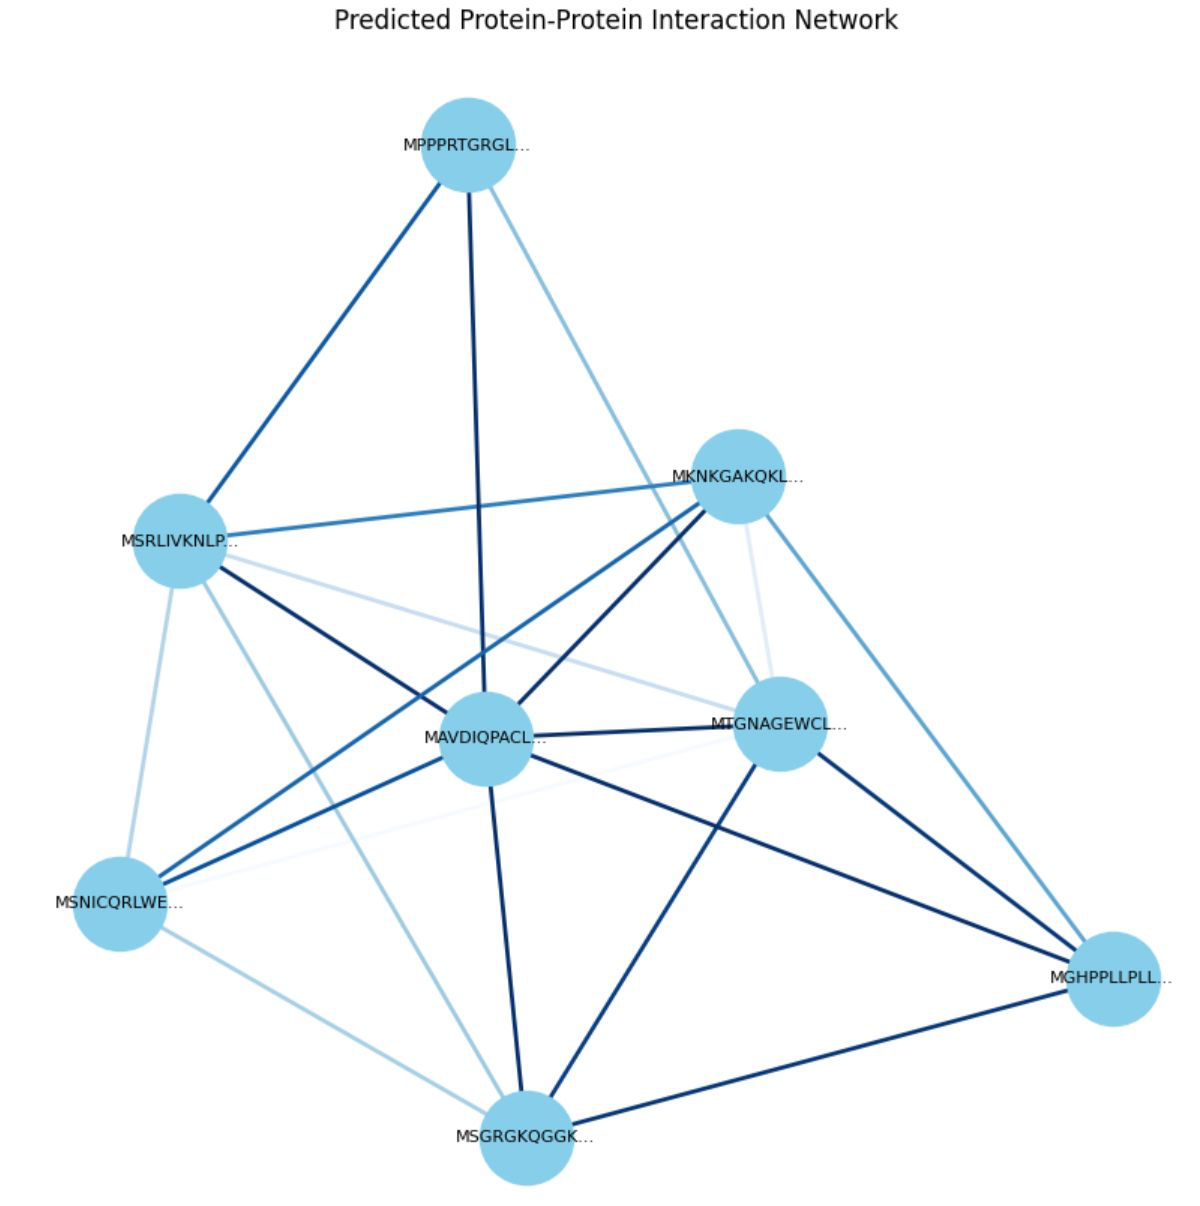 Predicted Protein-Protein Interaction Network
MPPPRTGRGL...
MKNKGAKQKL...
MSRLIVKNLP...
MTGNAGEWCL...
MAVDIQPACL...
MSNICQRLWE...
MGHPPLLPLL...
MSGRGKQGGK...